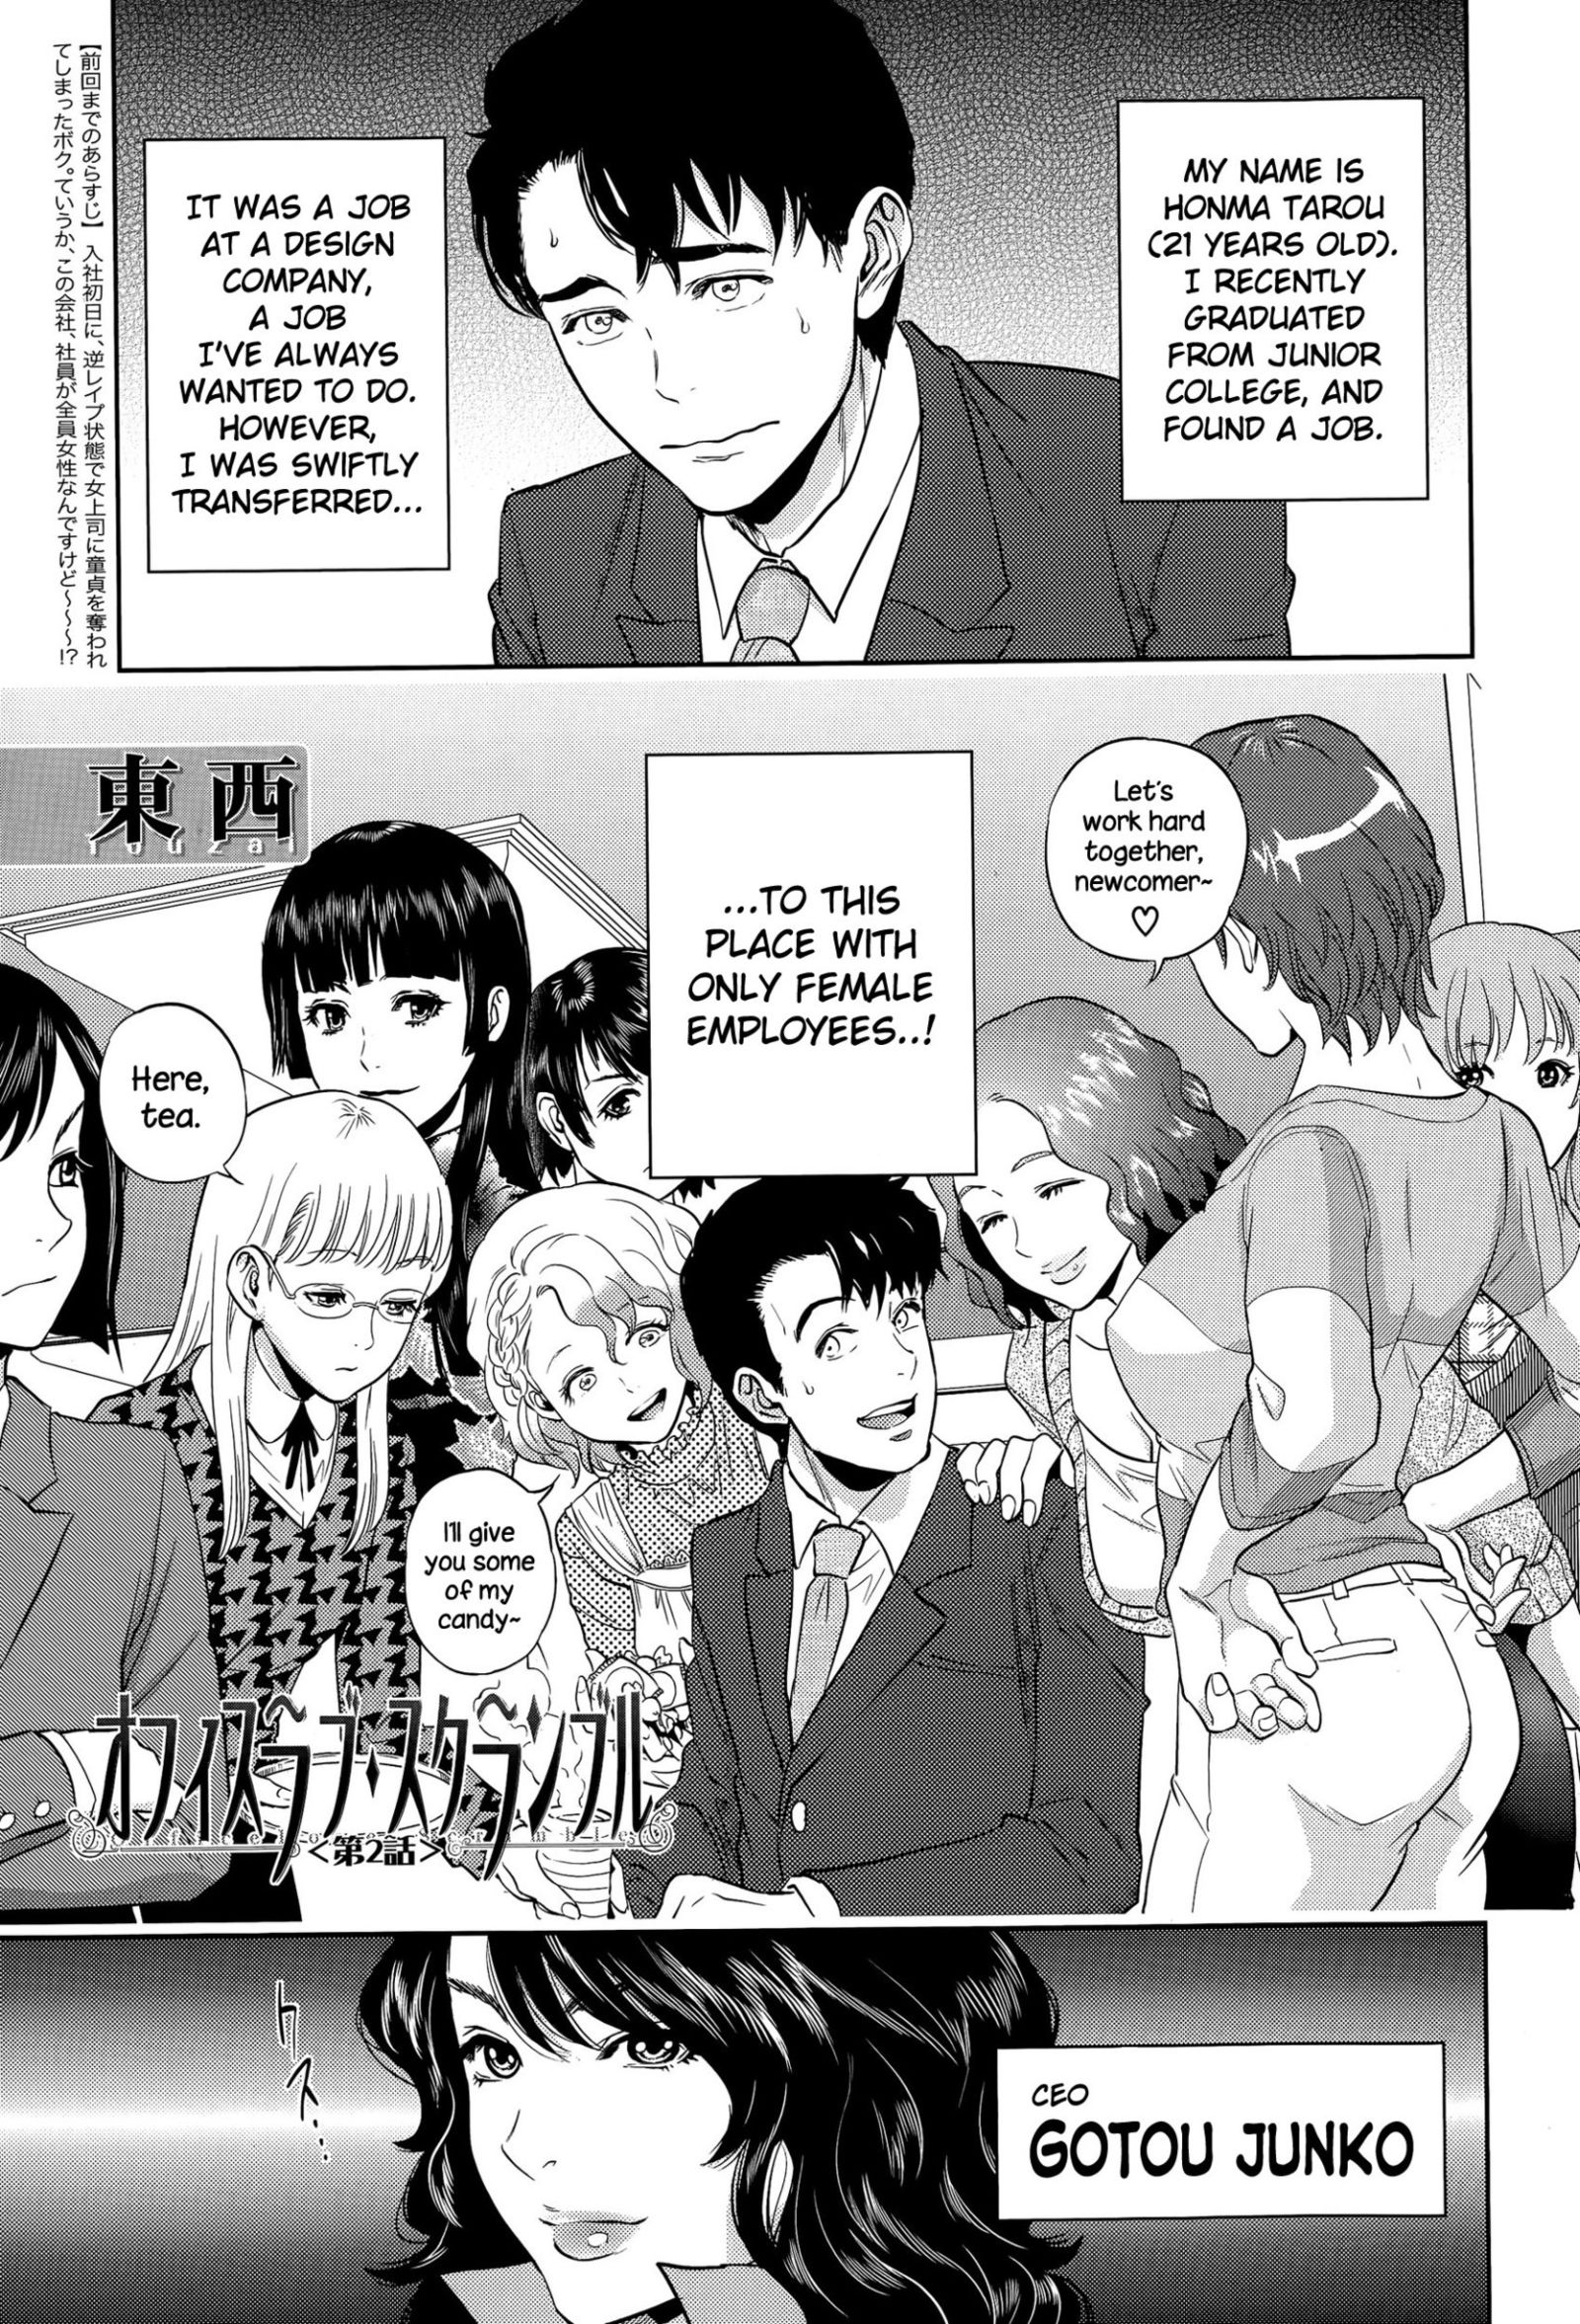 【前回までのあらすじ】 入社初日に、逆レイプ状態で女上司に童貞を奪われ
てしまったボク。ていうか、この会社、社員が全員女性なんですけど〜〜〜〜!?
MY NAME IS
HONMA TAROU
(21 YEARS OLD).
I RECENTLY
GRADUATED
FROM JUNIOR
COLLEGE, AND
FOUND A JOB.
IT WAS A JOB
AT A DESIGN
COMPANY,
A JOB
I'VE ALWAYS
WANTED TO DO.
HOWEVER,
I WAS SWIFTLY
TRANSFERRED...
東西
Touzai
Let's
work hard
together,
newcomer~
♡
...TO THIS
PLACE WITH
ONLY FEMALE
EMPLOYEES..!
Here,
tea.
I'll give
you some
of my
candy~
オフィスラブ・スクランブル
<第2話>
クス…
CEO
GOTOU JUNKO